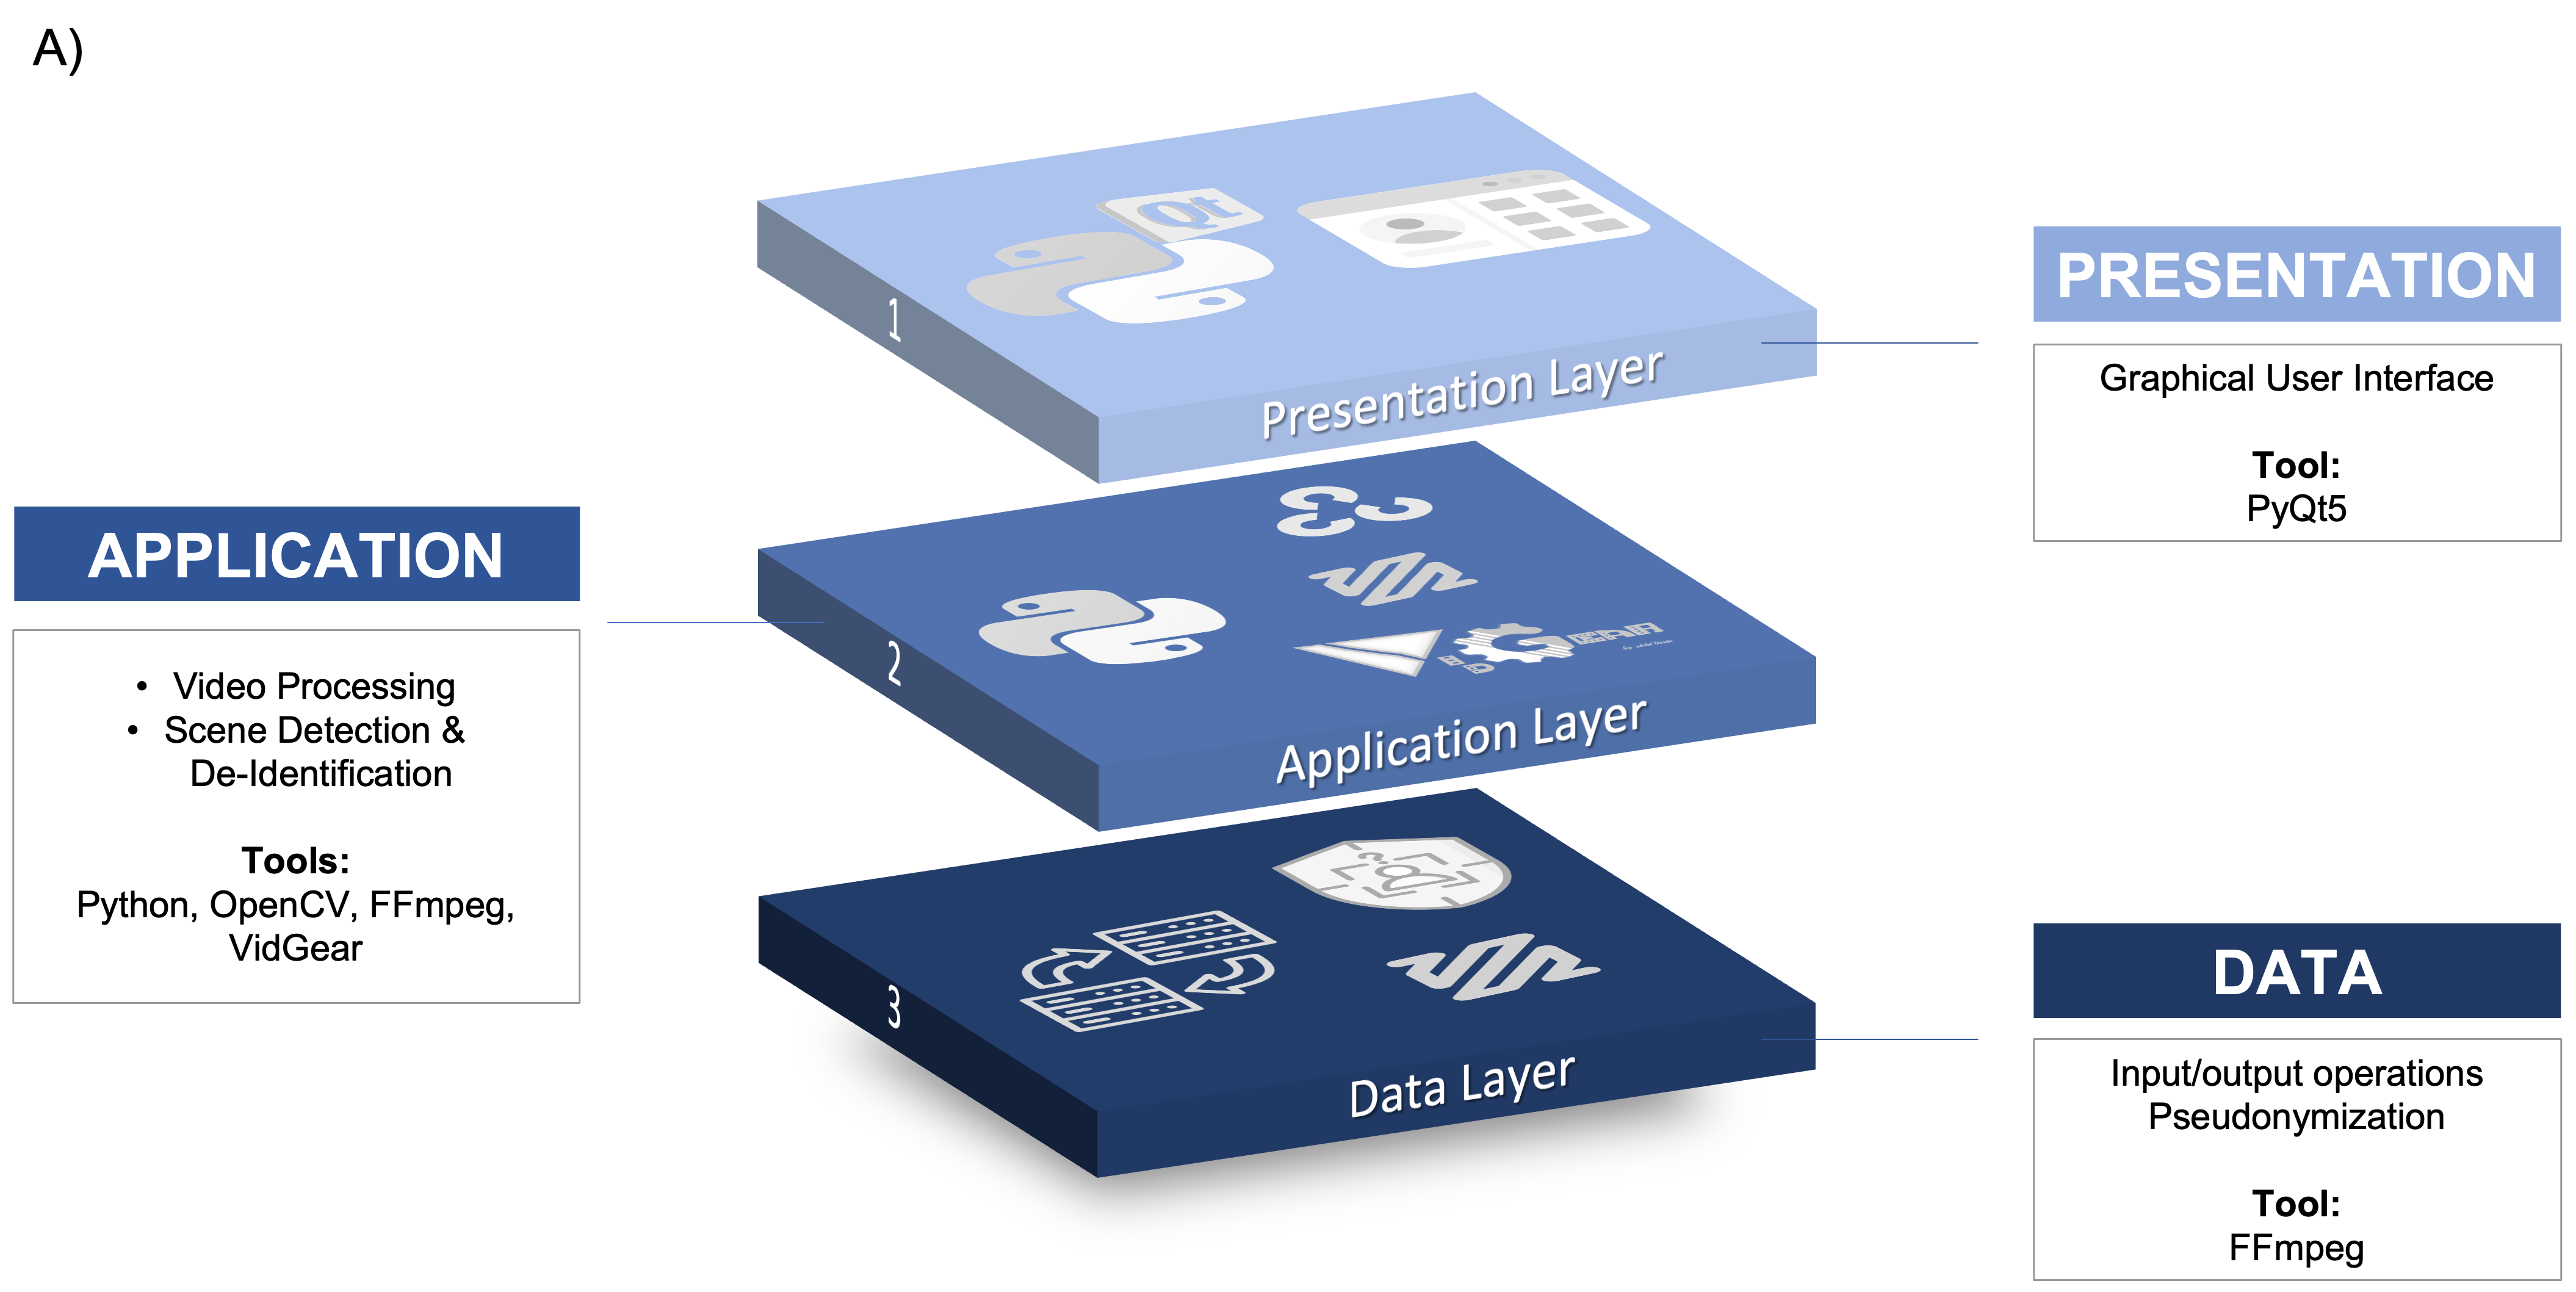 A)
Qt
1
Presentation Layer
PRESENTATION
Graphical User Interface
Tool:
PyQt5
APPLICATION
• Video Processing
• Scene Detection &
De-Identification
Tools:
Python, OpenCV, FFmpeg,
VidGear
2
Application Layer
3
Data Layer
DATA
Input/output operations
Pseudonymization
Tool:
FFmpeg